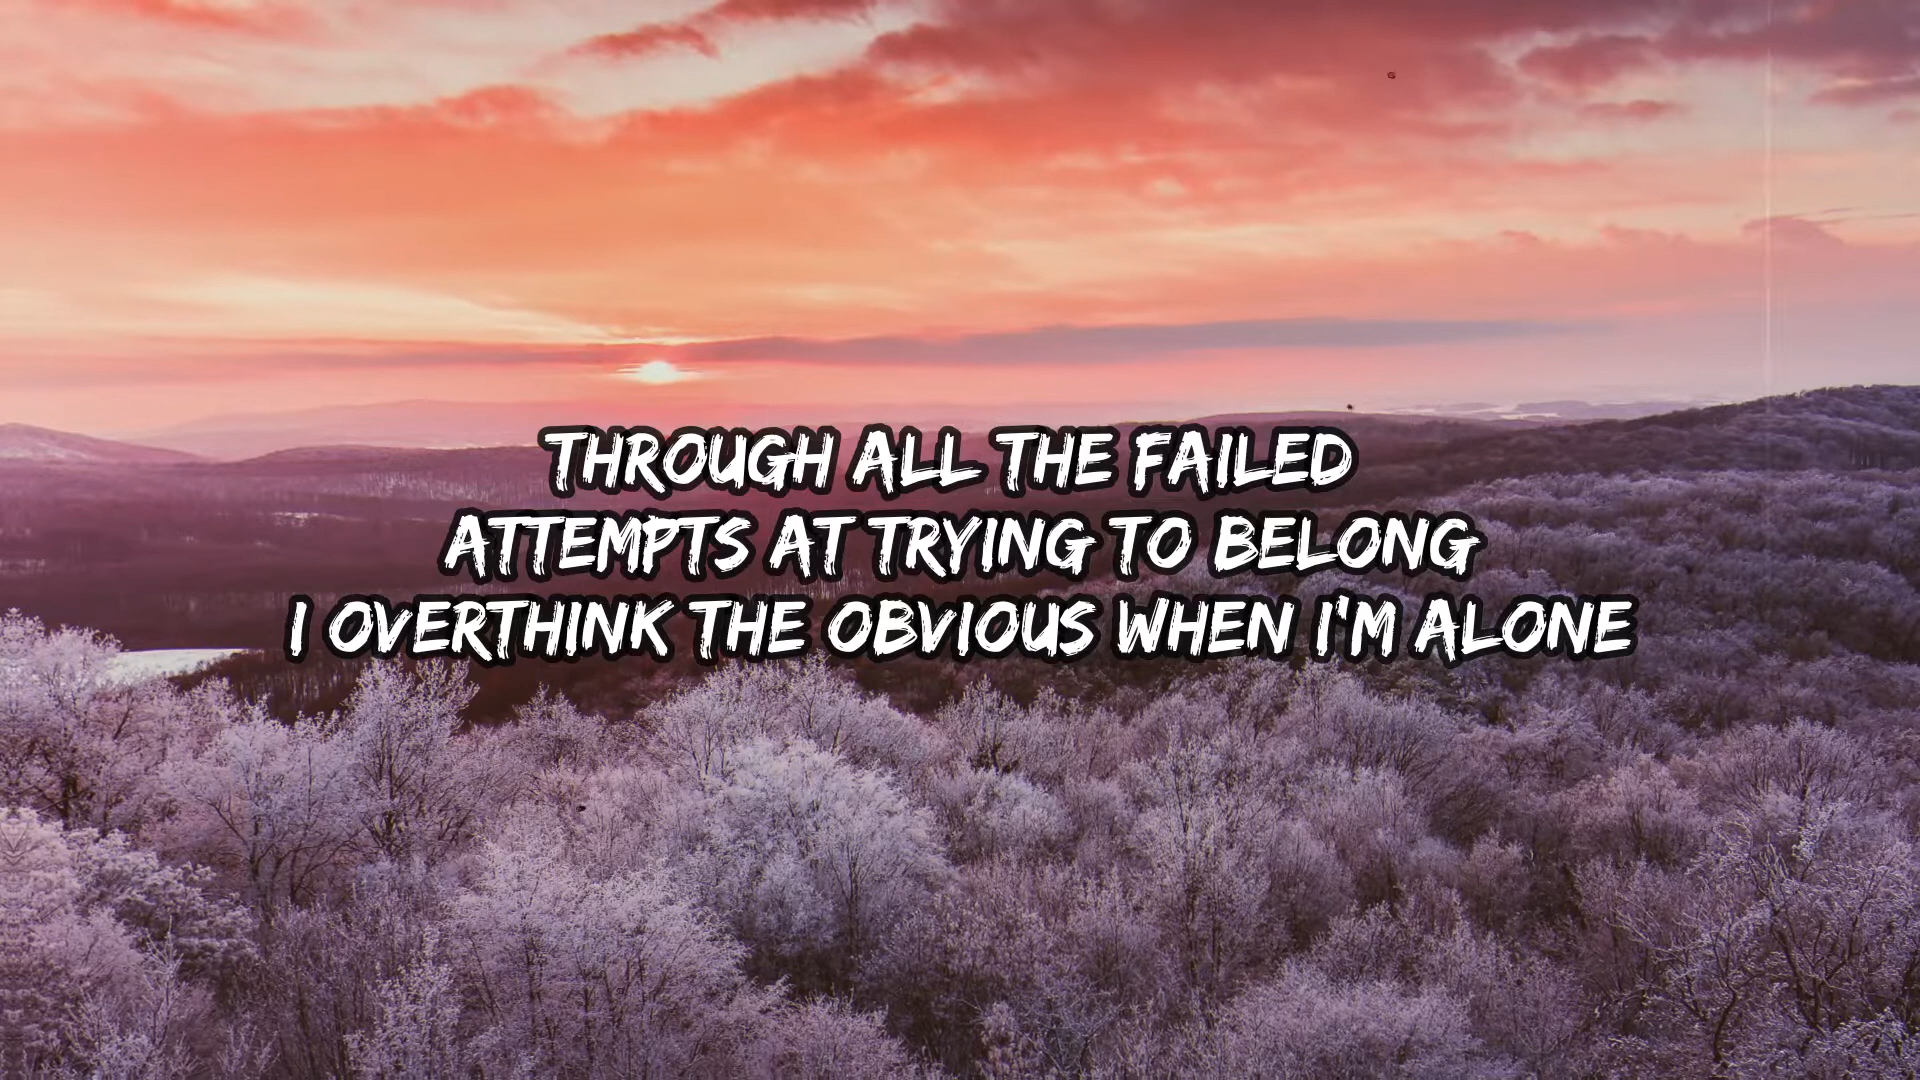 THROUGH ALL THE FAILED
ATTEMPTS AT TRYING TO BELONG
I OVERTHINK THE OBVIOUS WHEN I'M ALONE